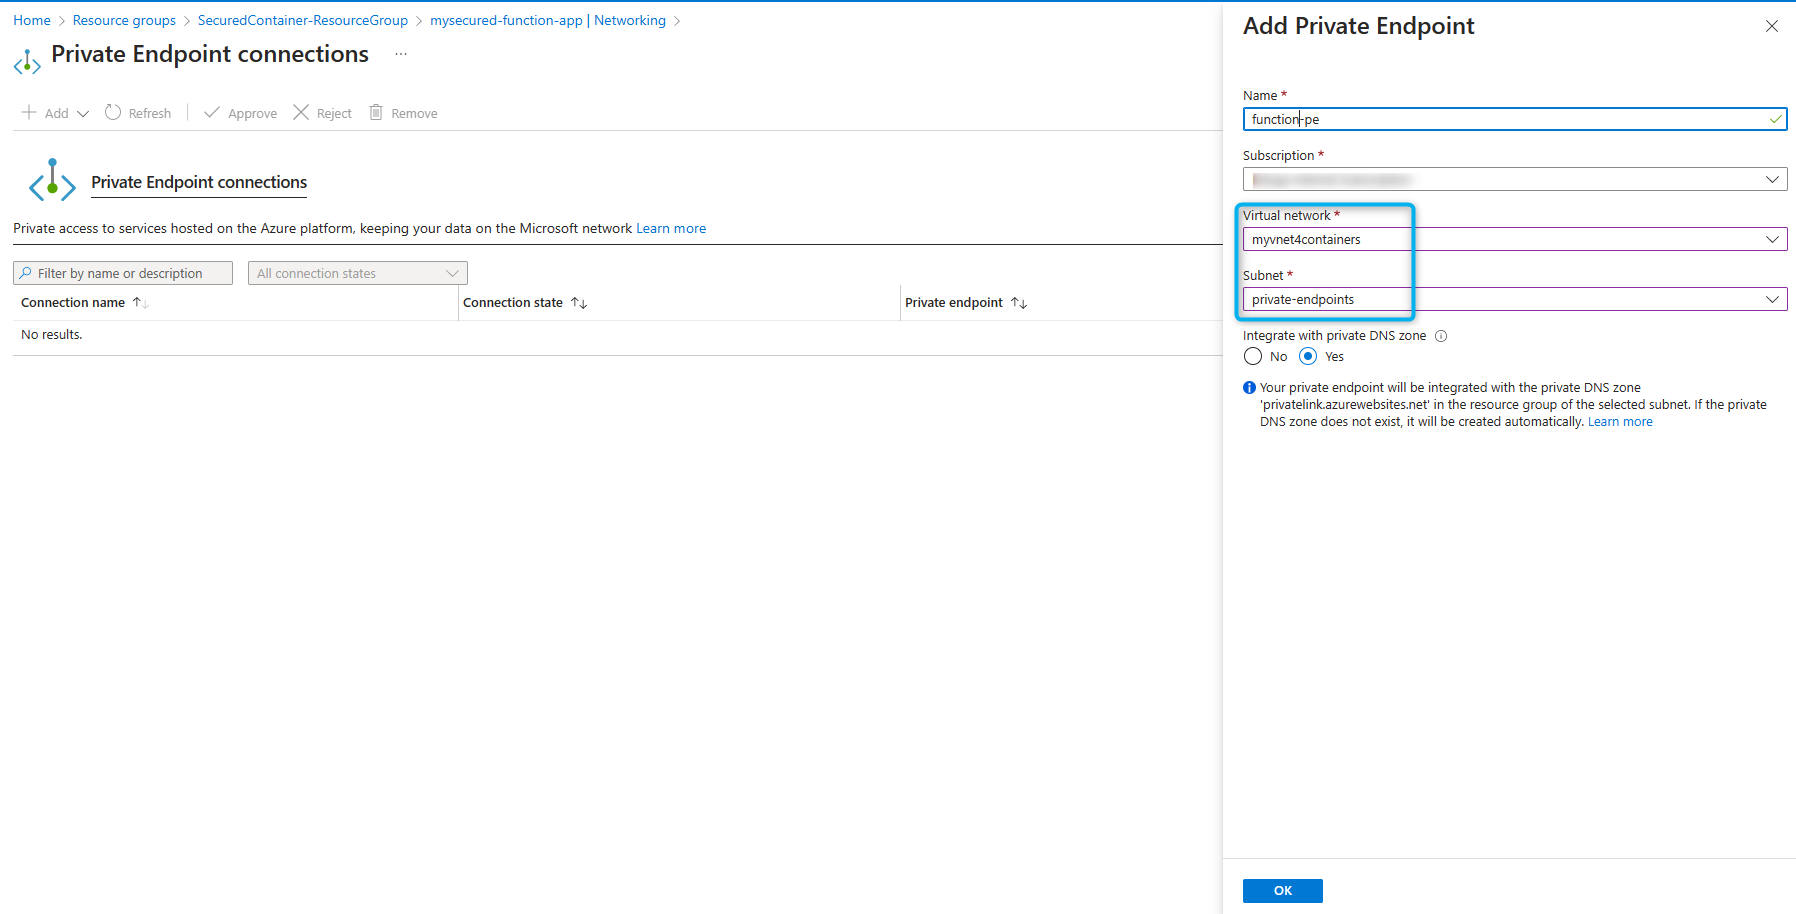 Home > Resource groups > SecuredContainer-ResourceGroup > mysecured-function-app | Networking >
Private Endpoint connections ...
Add Refresh Approve Reject Remove
Private Endpoint connections
Private access to services hosted on the Azure platform, keeping your data on the Microsoft network Learn more
Filter by name or description All connection states
Connection name Connection state Private endpoint
No results.
Add Private Endpoint
Name *
function-pe
Subscription *
Virtual network *
myvnet4containers
Subnet *
private-endpoints
Integrate with private DNS zone
No Yes
Your private endpoint will be integrated with the private DNS zone
'privatelink.azurewebsites.net' in the resource group of the selected subnet. If the private
DNS zone does not exist, it will be created automatically. Learn more
OK